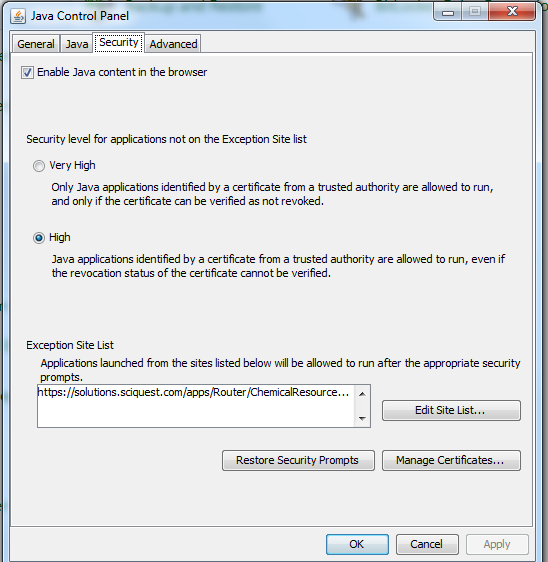 Java Control Panel
General Java Security Advanced
Enable Java content in the browser
Security level for applications not on the Exception Site list
Very High
Only Java applications identified by a certificate from a trusted authority are allowed to run,
and only if the certificate can be verified as not revoked.
High
Java applications identified by a certificate from a trusted authority are allowed to run, even if
the revocation status of the certificate cannot be verified.
Exception Site List
Applications launched from the sites listed below will be allowed to run after the appropriate security
prompts.
https://solutions.sciquest.com/apps/Router/ChemicalResource...
Edit Site List...
Restore Security Prompts Manage Certificates...
OK Cancel Apply